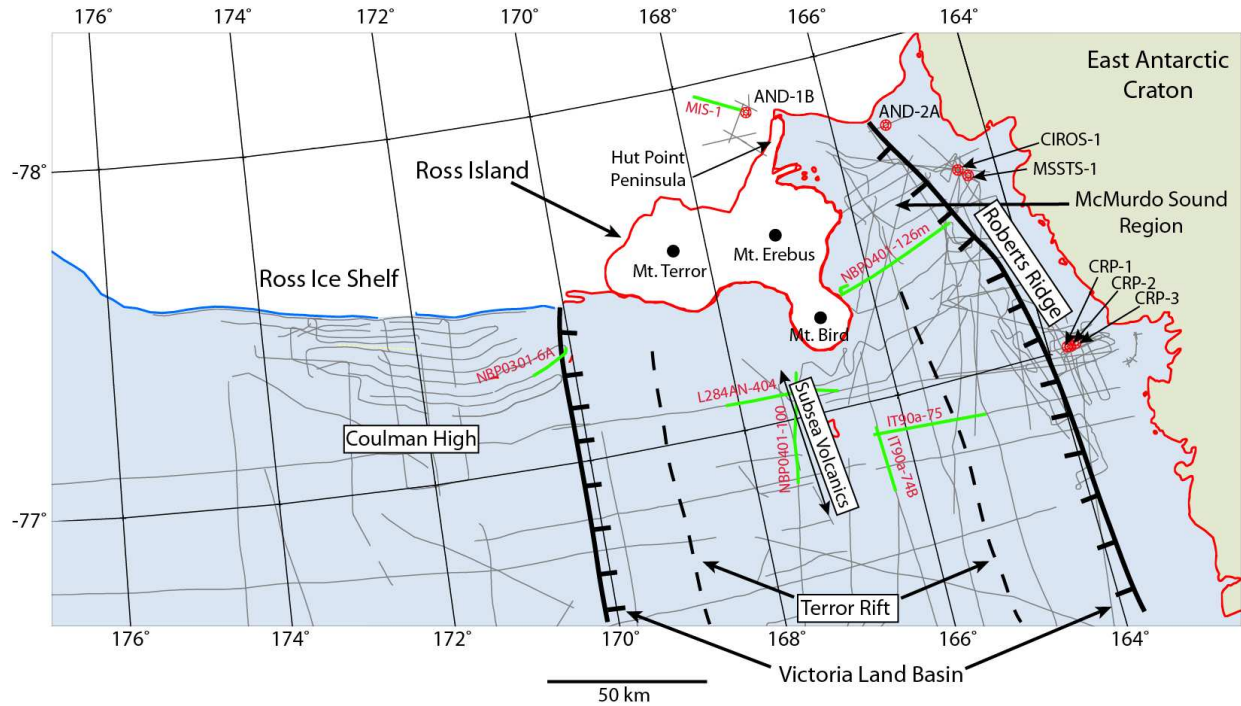 176°
174°
172°
170°
168°
166°
164°
East Antarctic
Craton
MIS-1
AND-1B
AND-2A
CIROS-1
MSSTS-1
-78°
Ross Island
Hut Point
Peninsula
McMurdo Sound
Region
Roberts Ridge
Mt. Terror
Mt. Erebus
NBP0401-126m
CRP-1
CRP-2
CRP-3
Ross Ice Shelf
Mt. Bird
NBP0301-6A
L284AN-404
Subsea Volcanics
NBP0401-100
IT90a-75
IT90a-74B
Coulman High
-77°
Terror Rift
176°
174°
172°
170°
168°
166°
164°
Victoria Land Basin
50 km